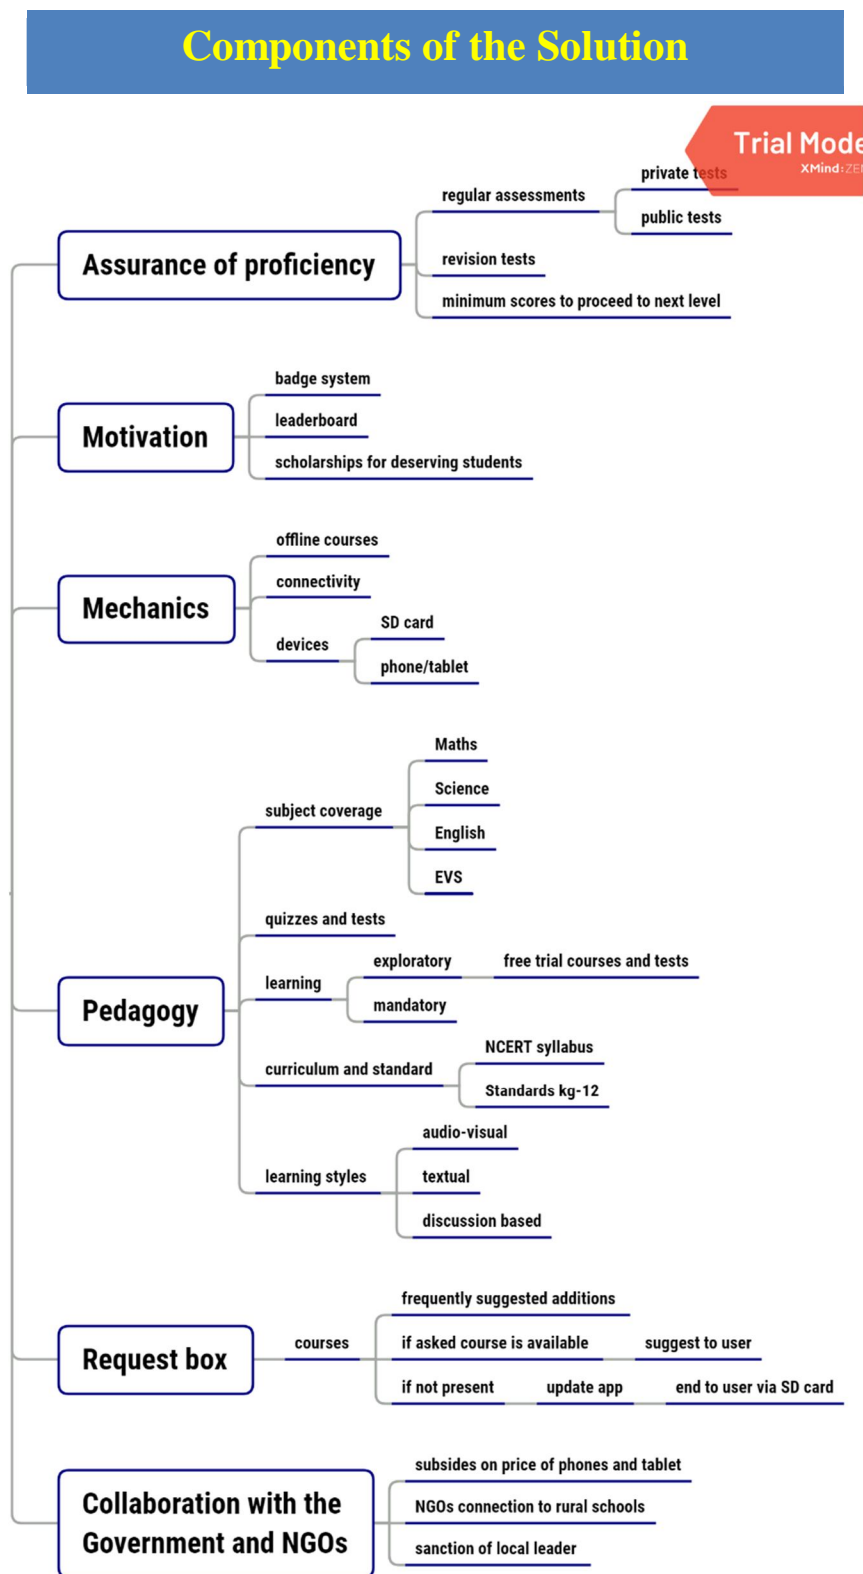 Components of the Solution
Trial Mode
XMind:ZEN
private tests
regular assessments
public tests
Assurance of proficiency
revision tests
minimum scores to proceed to next level
badge system
Motivation
leaderboard
scholarships for deserving students
offline courses
connectivity
Mechanics
SD card
devices
phone/tablet
Maths
Science
subject coverage
English
EVS
quizzes and tests
exploratory
free trial courses and tests
learning
mandatory
Pedagogy
NCERT syllabus
curriculum and standard
Standards kg-12
audio-visual
learning styles
textual
discussion based
frequently suggested additions
Request box
courses
if asked course is available
suggest to user
if not present
update app
end to user via SD card
subsides on price of phones and tablet
Collaboration with the
Government and NGOs
NGOs connection to rural schools
sanction of local leader